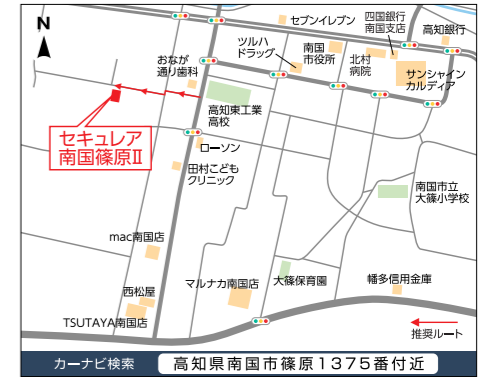 N
セブンイレブン
四国銀行
南国支店
高知銀行
ツルハ
ドラッグ
南国
市役所
北村
病院
サンシャイン
カルディア
おなが
通り歯科
高知東工業
高校
セキュレア
南国篠原Ⅱ
ローソン
田村こども
クリニック
南国市立
大篠小学校
mac南国店
西松屋
TSUTAYA南国店
マルナカ南国店
大篠保育園
幡多信用金庫
推奨ルート
カーナビ検索
高知県南国市篠原1375番付近